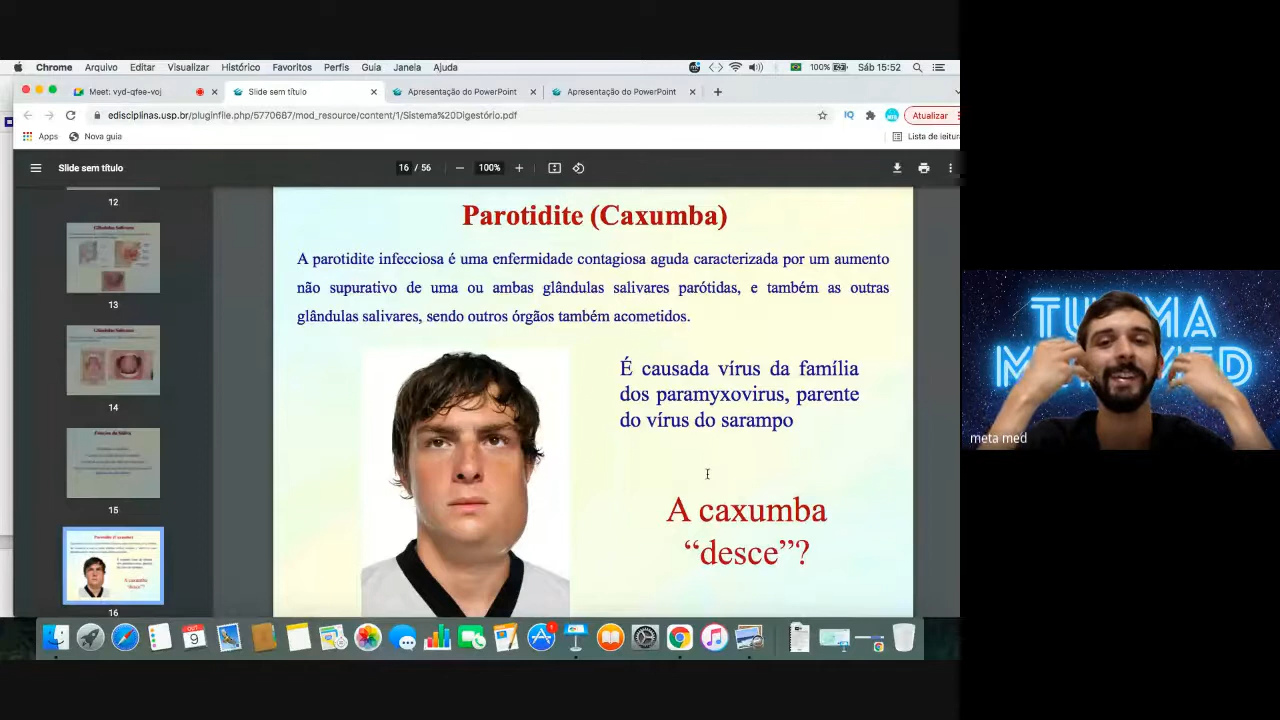 Chrome Arquivo Editar Visualizar Histórico Favoritos Perfis Guia Janela Ajuda 100% Sáb 15:52
Meet: vyd-qfee-voj Slide sem título Apresentação do PowerPoint Apresentação do PowerPoint
edisciplinas.usp.br/pluginfile.php/5770687/mod_resource/content/1/Sistema%20Digestório.pdf IQ Atualizar
Apps Nova guia Lista de leitur
Slide sem título 16 / 56 100%
12
13
14
15
16
Parotidite (Caxumba)
A parotidite infecciosa é uma enfermidade contagiosa aguda caracterizada por um aumento
não supurativo de uma ou ambas glândulas salivares parótidas, e também as outras
glândulas salivares, sendo outros órgãos também acometidos.
É causada vírus da família
dos paramyxovirus, parente
do vírus do sarampo
A caxumba
“desce”?
meta med
OUT
9